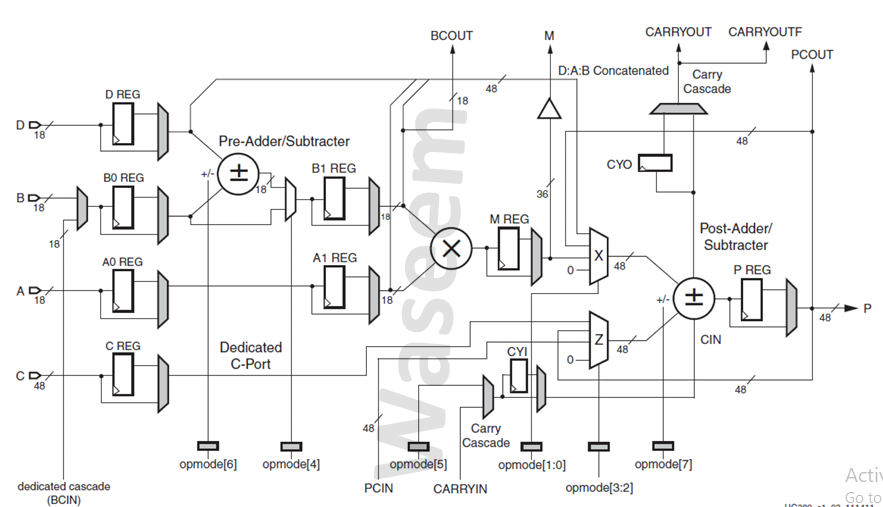 BCOUT
M
CARRYOUT
CARRYOUTF
PCOUT
D:A:B Concatenated
Carry
Cascade
48
18
D REG
D
18
Pre-Adder/Subtracter
+/-
±
18
48
CYO
B0 REG
B
18
18
B1 REG
18
36
M REG
Post-Adder/
Subtracter
×
X
0
48
A0 REG
A
18
A1 REG
18
+/-
±
P REG
P
48
CIN
C REG
C
48
Dedicated
C-Port
Z
0
48
CYI
48
48
Carry
Cascade
opmode[6]
opmode[4]
opmode[5]
opmode[1:0]
opmode[3:2]
opmode[7]
dedicated cascade
(BCIN)
PCIN
CARRYIN
Waseem
Activ
Go to